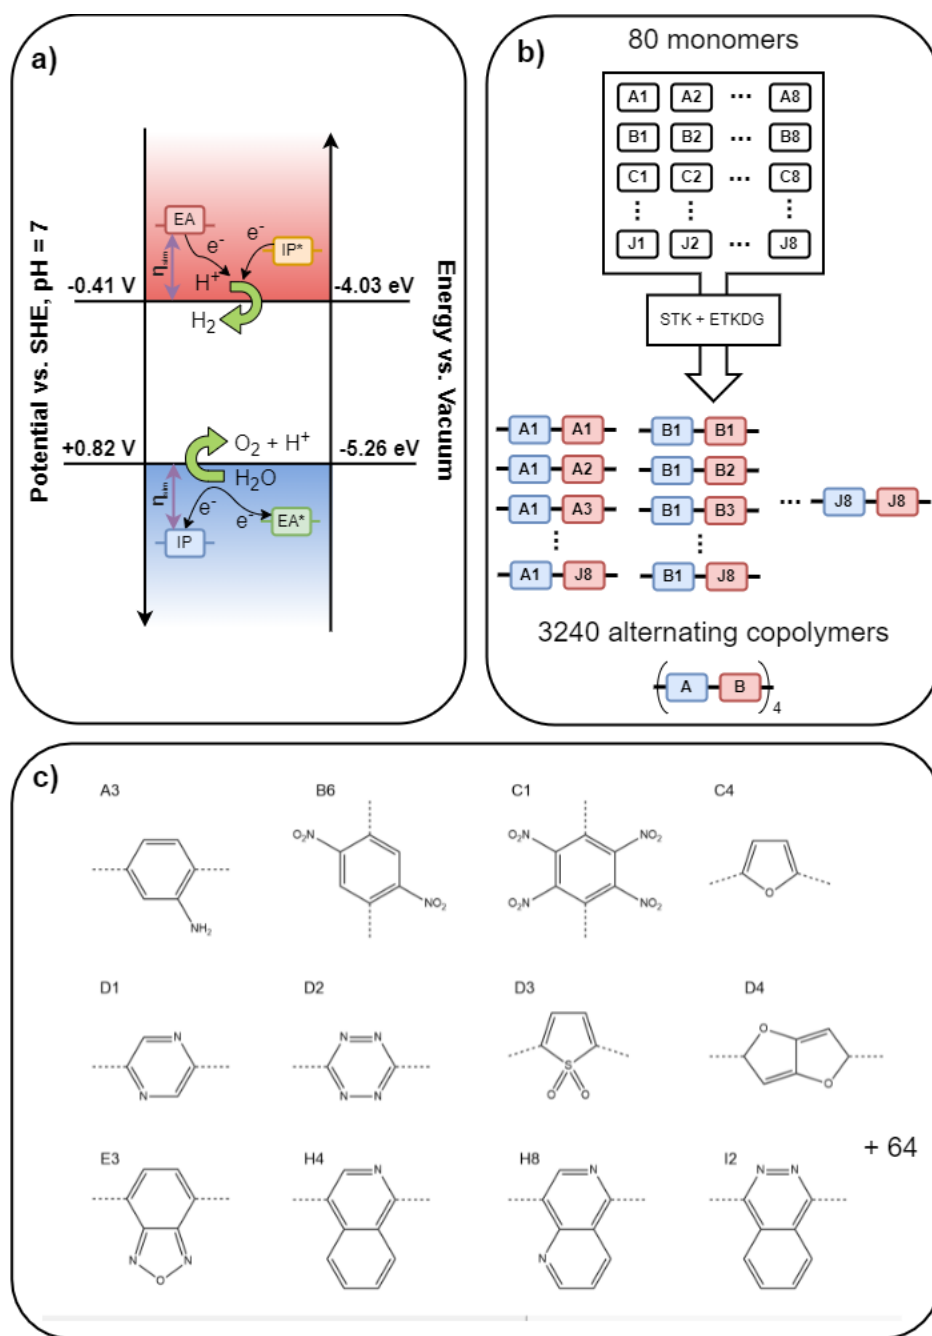 a)
EA
e-
e-
IP*
ηsim
-0.41 V
H+
-4.03 eV
H2
Potential vs. SHE, pH = 7
Energy vs. Vacuum
+0.82 V
O2 + H+
-5.26 eV
H2O
ηsim
e-
e-
EA*
IP
b)
80 monomers
A1 A2 ... A8
B1 B2 ... B8
C1 C2 ... C8
J1 J2 ... J8
STK + ETKDG
A1 A1 B1 B1
A1 A2 B1 B2
A1 A3 B1 B3 ... J8 J8
A1 J8 B1 J8
3240 alternating copolymers
(A B)4
c)
A3 B6 C1 C4
NH2
O2N NO2
O2N NO2
O2N NO2
O
D1 D2 D3 D4
N N
N N N N
S O O
O O
E3 H4 H8 I2
N O N
N
N N
N N
+ 64